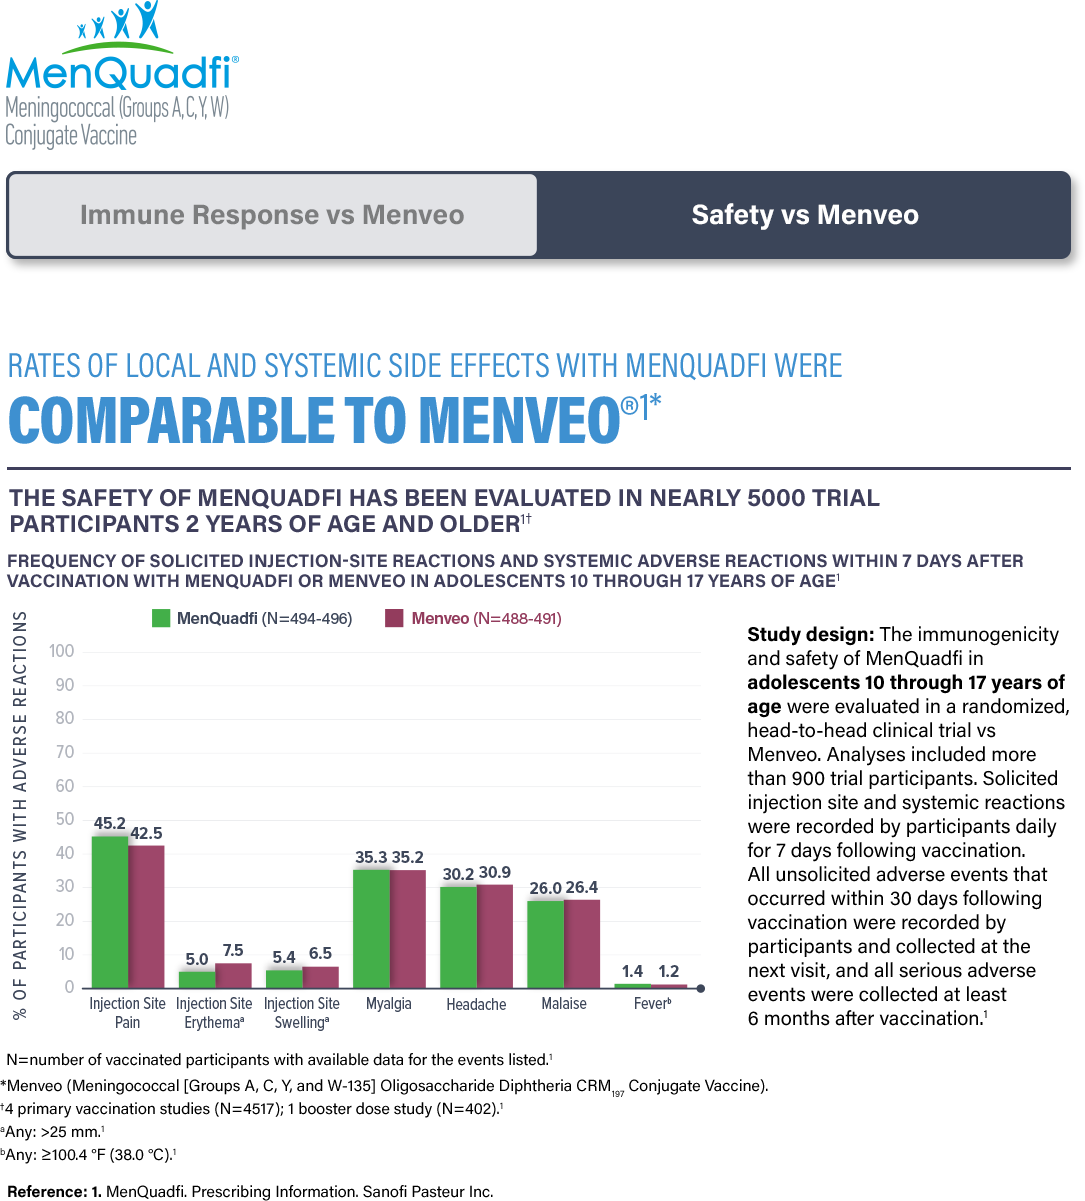 MenQuadfi®
Meningococcal (Groups A, C, Y, W)
Conjugate Vaccine
Immune Response vs Menveo
Safety vs Menveo
RATES OF LOCAL AND SYSTEMIC SIDE EFFECTS WITH MENQUADFI WERE
COMPARABLE TO MENVEO®1*
THE SAFETY OF MENQUADFI HAS BEEN EVALUATED IN NEARLY 5000 TRIAL
PARTICIPANTS 2 YEARS OF AGE AND OLDER1†
FREQUENCY OF SOLICITED INJECTION-SITE REACTIONS AND SYSTEMIC ADVERSE REACTIONS WITHIN 7 DAYS AFTER
VACCINATION WITH MENQUADFI OR MENVEO IN ADOLESCENTS 10 THROUGH 17 YEARS OF AGE1
% OF PARTICIPANTS WITH ADVERSE REACTIONS
MenQuadfi (N=494-496)
Menveo (N=488-491)
100
90
80
70
60
50
40
30
20
10
0
45.2
42.5
5.0
7.5
5.4
6.5
35.3
35.2
30.2
30.9
26.0
26.4
1.4
1.2
Injection Site
Pain
Injection Site
Erythemaª
Injection Site
Swellingª
Myalgia
Headache
Malaise
Feverᵇ
Study design: The immunogenicity
and safety of MenQuadfi in
adolescents 10 through 17 years of
age were evaluated in a randomized,
head-to-head clinical trial vs
Menveo. Analyses included more
than 900 trial participants. Solicited
injection site and systemic reactions
were recorded by participants daily
for 7 days following vaccination.
All unsolicited adverse events that
occurred within 30 days following
vaccination were recorded by
participants and collected at the
next visit, and all serious adverse
events were collected at least
6 months after vaccination.1
N=number of vaccinated participants with available data for the events listed.1
*Menveo (Meningococcal [Groups A, C, Y, and W-135] Oligosaccharide Diphtheria CRM197 Conjugate Vaccine).
†4 primary vaccination studies (N=4517); 1 booster dose study (N=402).1
ªAny: >25 mm.1
ᵇAny: ≥100.4 °F (38.0 °C).1
Reference: 1. MenQuadfi. Prescribing Information. Sanofi Pasteur Inc.